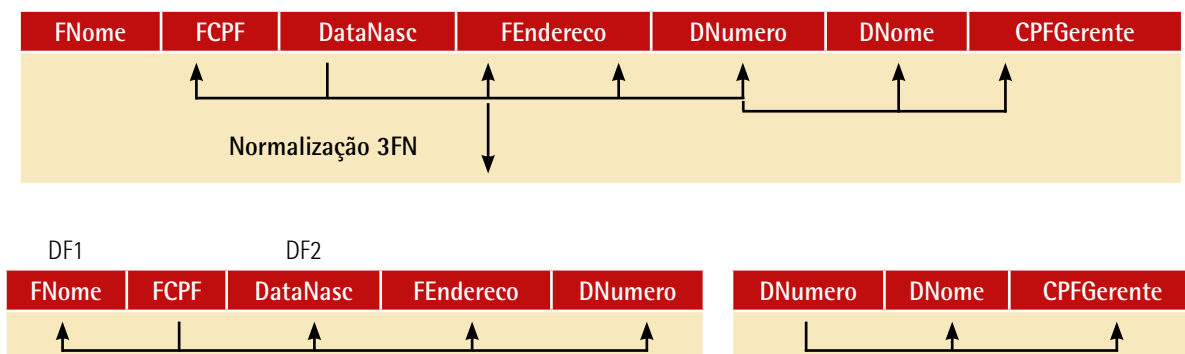 FNome FCPF DataNasc FEndereco DNumero DNome CPFGerente
Normalização 3FN
DF1 DF2
FNome FCPF DataNasc FEndereco DNumero DNumero DNome CPFGerente